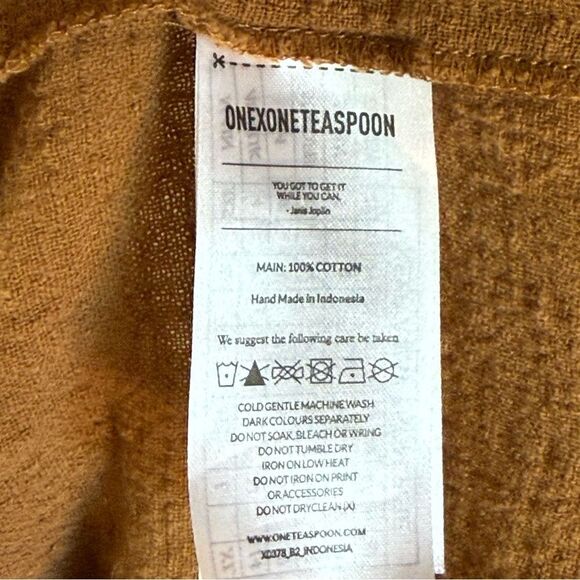 ONEXONETEASPOON
YOU GOT TO GET IT
WHILE YOU CAN.
- Janis Joplin
MAIN: 100% COTTON
Hand Made in Indonesia
We suggest the following care be taken
COLD GENTLE MACHINE WASH
DARK COLOURS SEPARATELY
DO NOT SOAK, BLEACH OR WRING
DO NOT TUMBLE DRY
IRON ON LOW HEAT
DO NOT IRON ON PRINT
OR ACCESSORIES
DO NOT DRYCLEAN (X)
WWW.ONETEASPOON.COM
INDONESIA